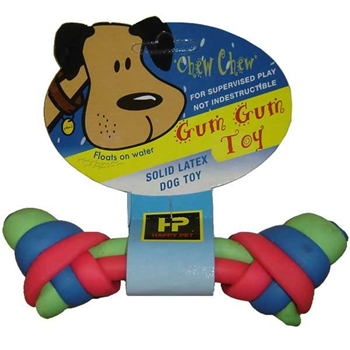 Chew Chew
FOR SUPERVISED PLAY
NOT INDESTRUCTIBLE
Gum Gum
Toy
Floats on water
SOLID LATEX
DOG TOY
HP
HAPPY PET